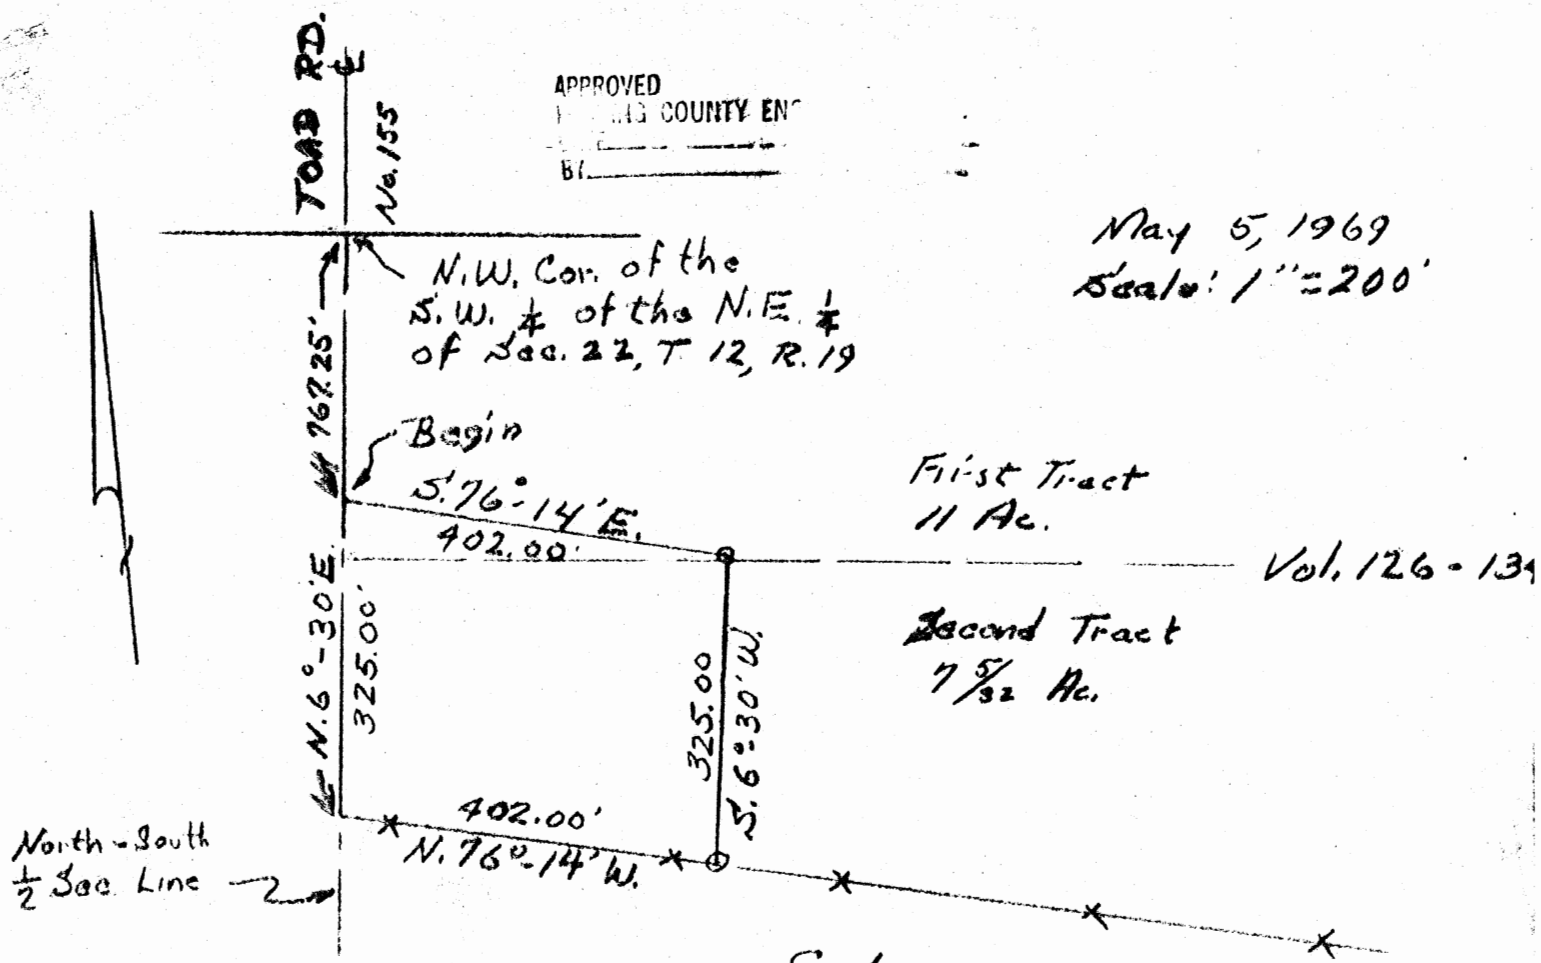 TOAD RD.
No. 155
APPROVED
COUNTY
BY
May 5, 1969
Scale: 1" = 200'
N.W. Cor. of the
S.W. 1/4 of the N.E. 1/4
of Sec. 22, T 12, R. 19
767.25'
Begin
S. 76°-14' E.
402.00'
First Tract
11 Ac.
Vol. 126 - 134
Second Tract
7 5/32 Ac.
N. 6°-30' E.
325.00'
325.00
S. 6°-30' W.
402.00'
N. 76°-14' W.
North-South
1/2 Sec. Line